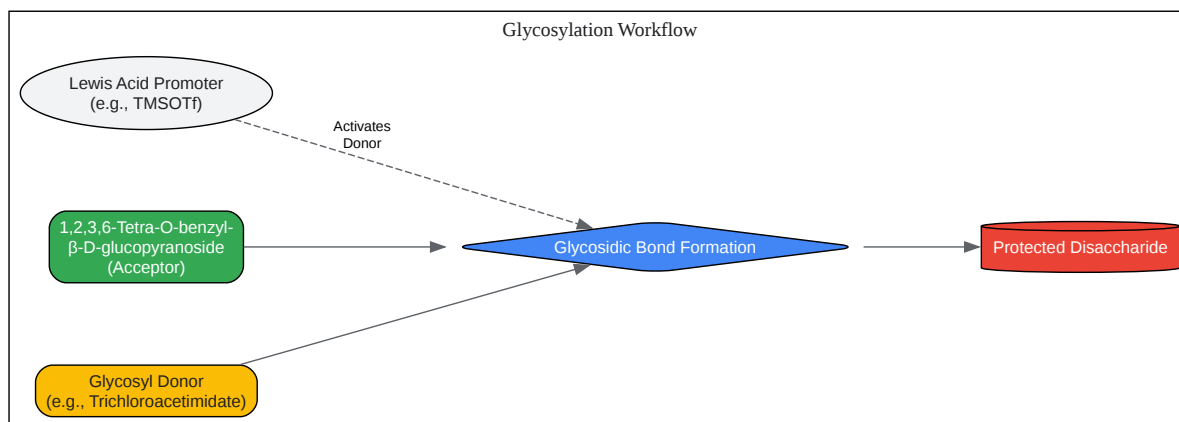 Glycosylation Workflow
Lewis Acid Promoter
(e.g., TMSOTf)
Activates
Donor
1,2,3,6-Tetra-O-benzyl-
β-D-glucopyranoside
(Acceptor)
Glycosidic Bond Formation
Protected Disaccharide
Glycosyl Donor
(e.g., Trichloroacetimidate)